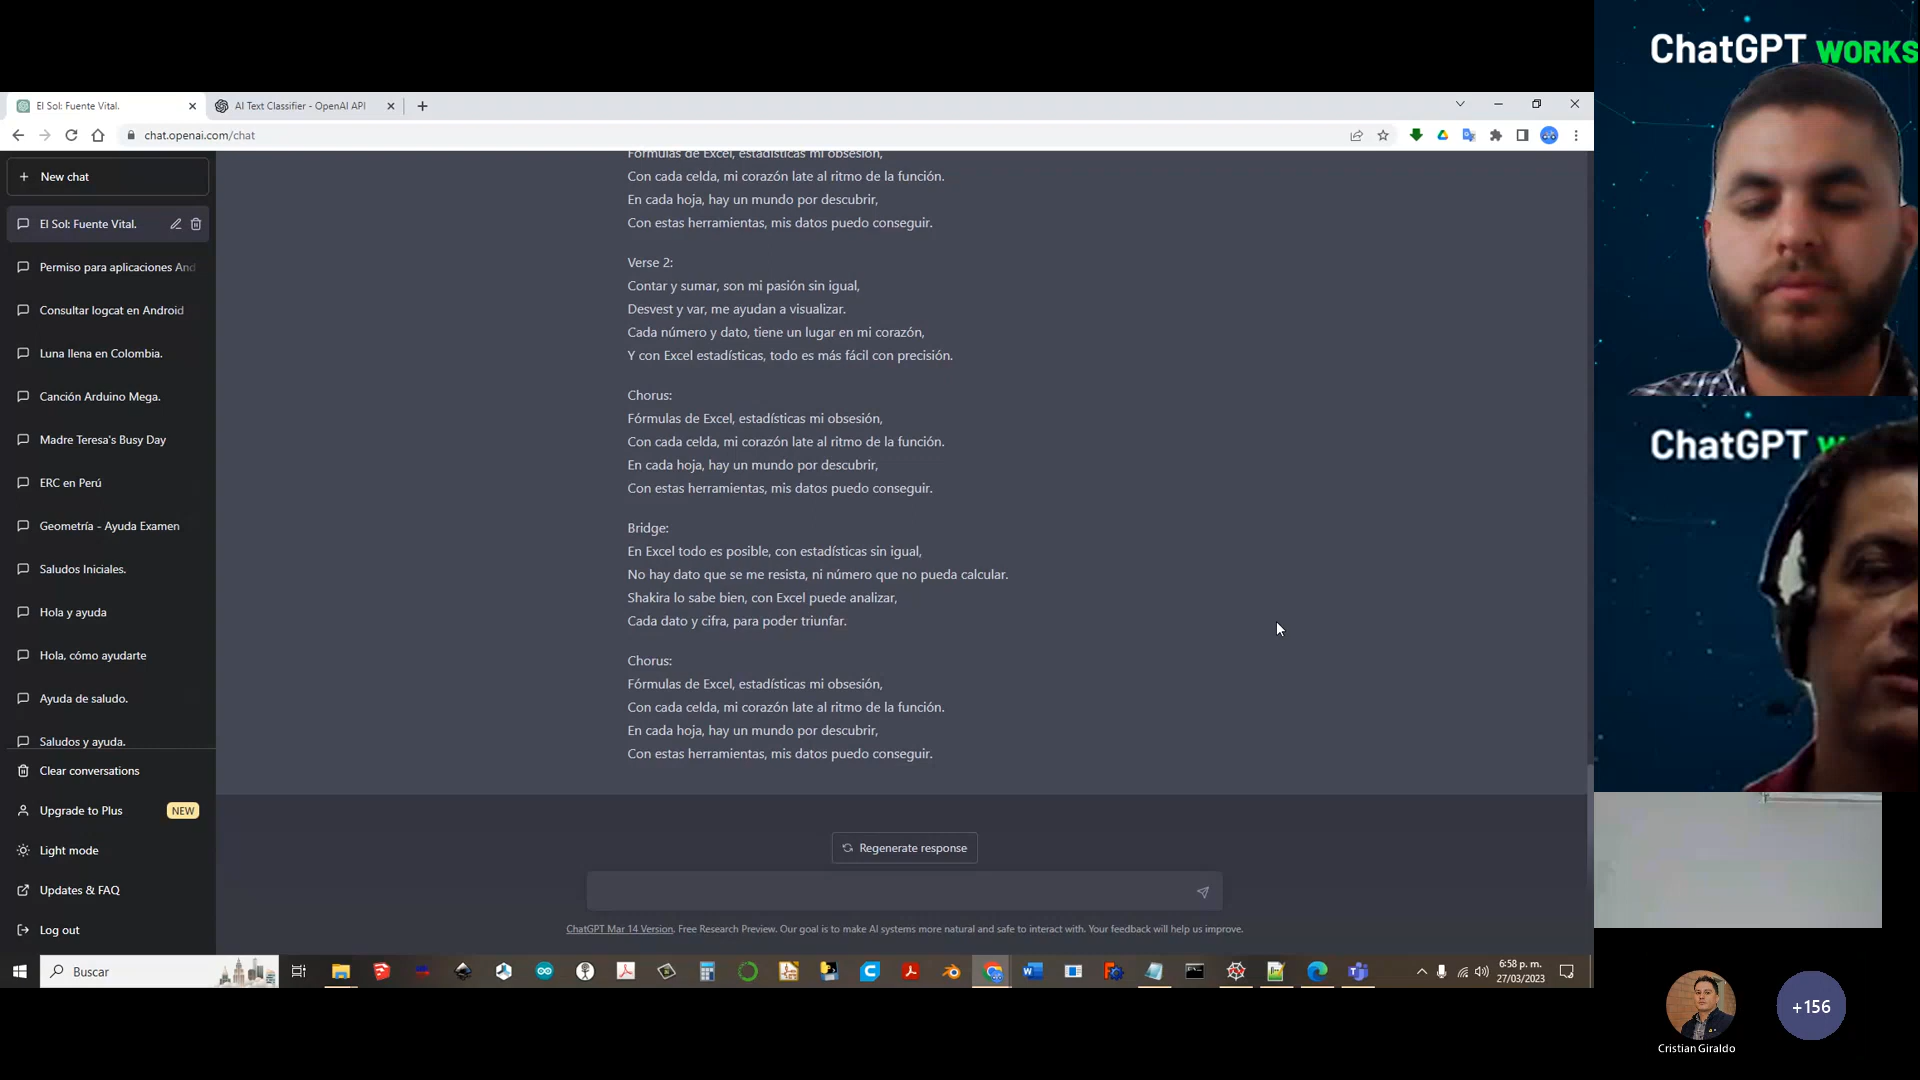 El Sol: Fuente Vital.
AI Text Classifier - OpenAI API
chat.openai.com/chat
New chat
El Sol: Fuente Vital.
Permiso para aplicaciones And
Consultar logcat en Android
Luna llena en Colombia.
Canción Arduino Mega.
Madre Teresa's Busy Day
ERC en Perú
Geometría - Ayuda Examen
Saludos Iniciales.
Hola y ayuda
Hola, cómo ayudarte
Ayuda de saludo.
Saludos y ayuda.
Clear conversations
Upgrade to Plus NEW
Light mode
Updates & FAQ
Log out
Fórmulas de Excel, estadísticas mi obsesión,
Con cada celda, mi corazón late al ritmo de la función.
En cada hoja, hay un mundo por descubrir,
Con estas herramientas, mis datos puedo conseguir.
Verse 2:
Contar y sumar, son mi pasión sin igual,
Desvest y var, me ayudan a visualizar.
Cada número y dato, tiene un lugar en mi corazón,
Y con Excel estadísticas, todo es más fácil con precisión.
Chorus:
Fórmulas de Excel, estadísticas mi obsesión,
Con cada celda, mi corazón late al ritmo de la función.
En cada hoja, hay un mundo por descubrir,
Con estas herramientas, mis datos puedo conseguir.
Bridge:
En Excel todo es posible, con estadísticas sin igual,
No hay dato que se me resista, ni número que no pueda calcular.
Shakira lo sabe bien, con Excel puede analizar,
Cada dato y cifra, para poder triunfar.
Chorus:
Fórmulas de Excel, estadísticas mi obsesión,
Con cada celda, mi corazón late al ritmo de la función.
En cada hoja, hay un mundo por descubrir,
Con estas herramientas, mis datos puedo conseguir.
Regenerate response
ChatGPT Mar 14 Version. Free Research Preview. Our goal is to make AI systems more natural and safe to interact with. Your feedback will help us improve.
Buscar
6:58 p. m.
27/03/2023
ChatGPT WORKS
ChatGPT W
+156
Cristian Giraldo